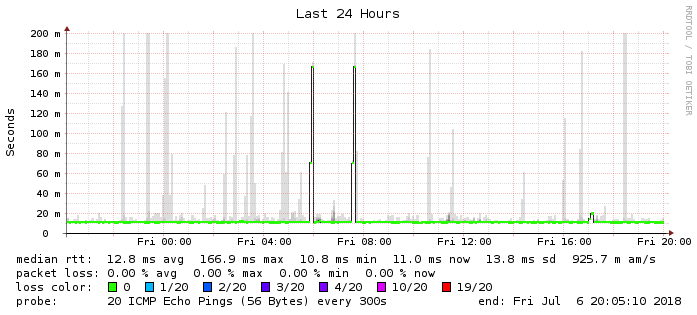 Last 24 Hours
RRDTOOL / TOBI OETIKER
Seconds
200 m
180 m
160 m
140 m
120 m
100 m
80 m
60 m
40 m
20 m
0
Fri 00:00 Fri 04:00 Fri 08:00 Fri 12:00 Fri 16:00 Fri 20:00
median rtt: 12.8 ms avg 166.9 ms max 10.8 ms min 11.0 ms now 13.8 ms sd 925.7 m am/s
packet loss: 0.00 % avg 0.00 % max 0.00 % min 0.00 % now
loss color: 0 1/20 2/20 3/20 4/20 10/20 19/20
probe: 20 ICMP Echo Pings (56 Bytes) every 300s end: Fri Jul 6 20:05:10 2018